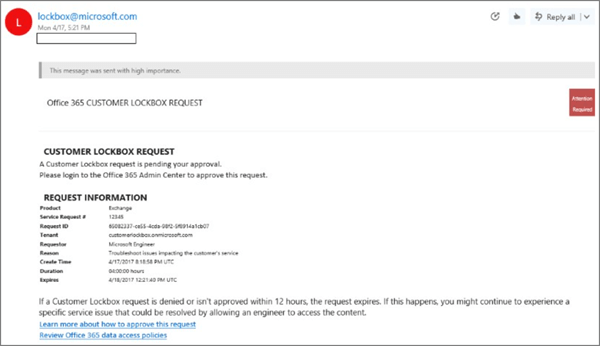 L
lockbox@microsoft.com
Mon 4/17, 5:21 PM
Reply all
This message was sent with high importance.
Office 365 CUSTOMER LOCKBOX REQUEST
Attention
Required
CUSTOMER LOCKBOX REQUEST
A Customer Lockbox request is pending your approval.
Please login to the Office 365 Admin Center to approve this request.
REQUEST INFORMATION
Product Exchange
Service Request # 12345
Request ID
Tenant customerlockbox.onmicrosoft.com
Requestor Microsoft Engineer
Reason Troubleshoot issues impacting the customer's service
Create Time 4/17/2017 8:18:58 PM UTC
Duration 04:00:00 hours
Expires 4/18/2017 12:21:40 PM UTC
If a Customer Lockbox request is denied or isn't approved within 12 hours, the request expires. If this happens, you might continue to experience a
specific service issue that could be resolved by allowing an engineer to access the content.
Learn more about how to approve this request
Review Office 365 data access policies